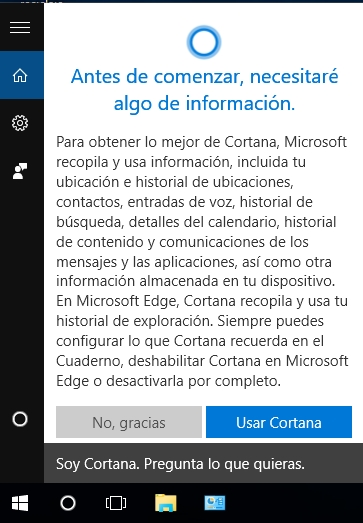 Antes de comenzar, necesitaré
algo de información.
Para obtener lo mejor de Cortana, Microsoft
recopila y usa información, incluida tu
ubicación e historial de ubicaciones,
contactos, entradas de voz, historial de
búsqueda, detalles del calendario, historial
de contenido y comunicaciones de los
mensajes y las aplicaciones, así como otra
información almacenada en tu dispositivo.
En Microsoft Edge, Cortana recopila y usa tu
historial de exploración. Siempre puedes
configurar lo que Cortana recuerda en el
Cuaderno, deshabilitar Cortana en Microsoft
Edge o desactivarla por completo.
No, gracias
Usar Cortana
Soy Cortana. Pregunta lo que quieras.